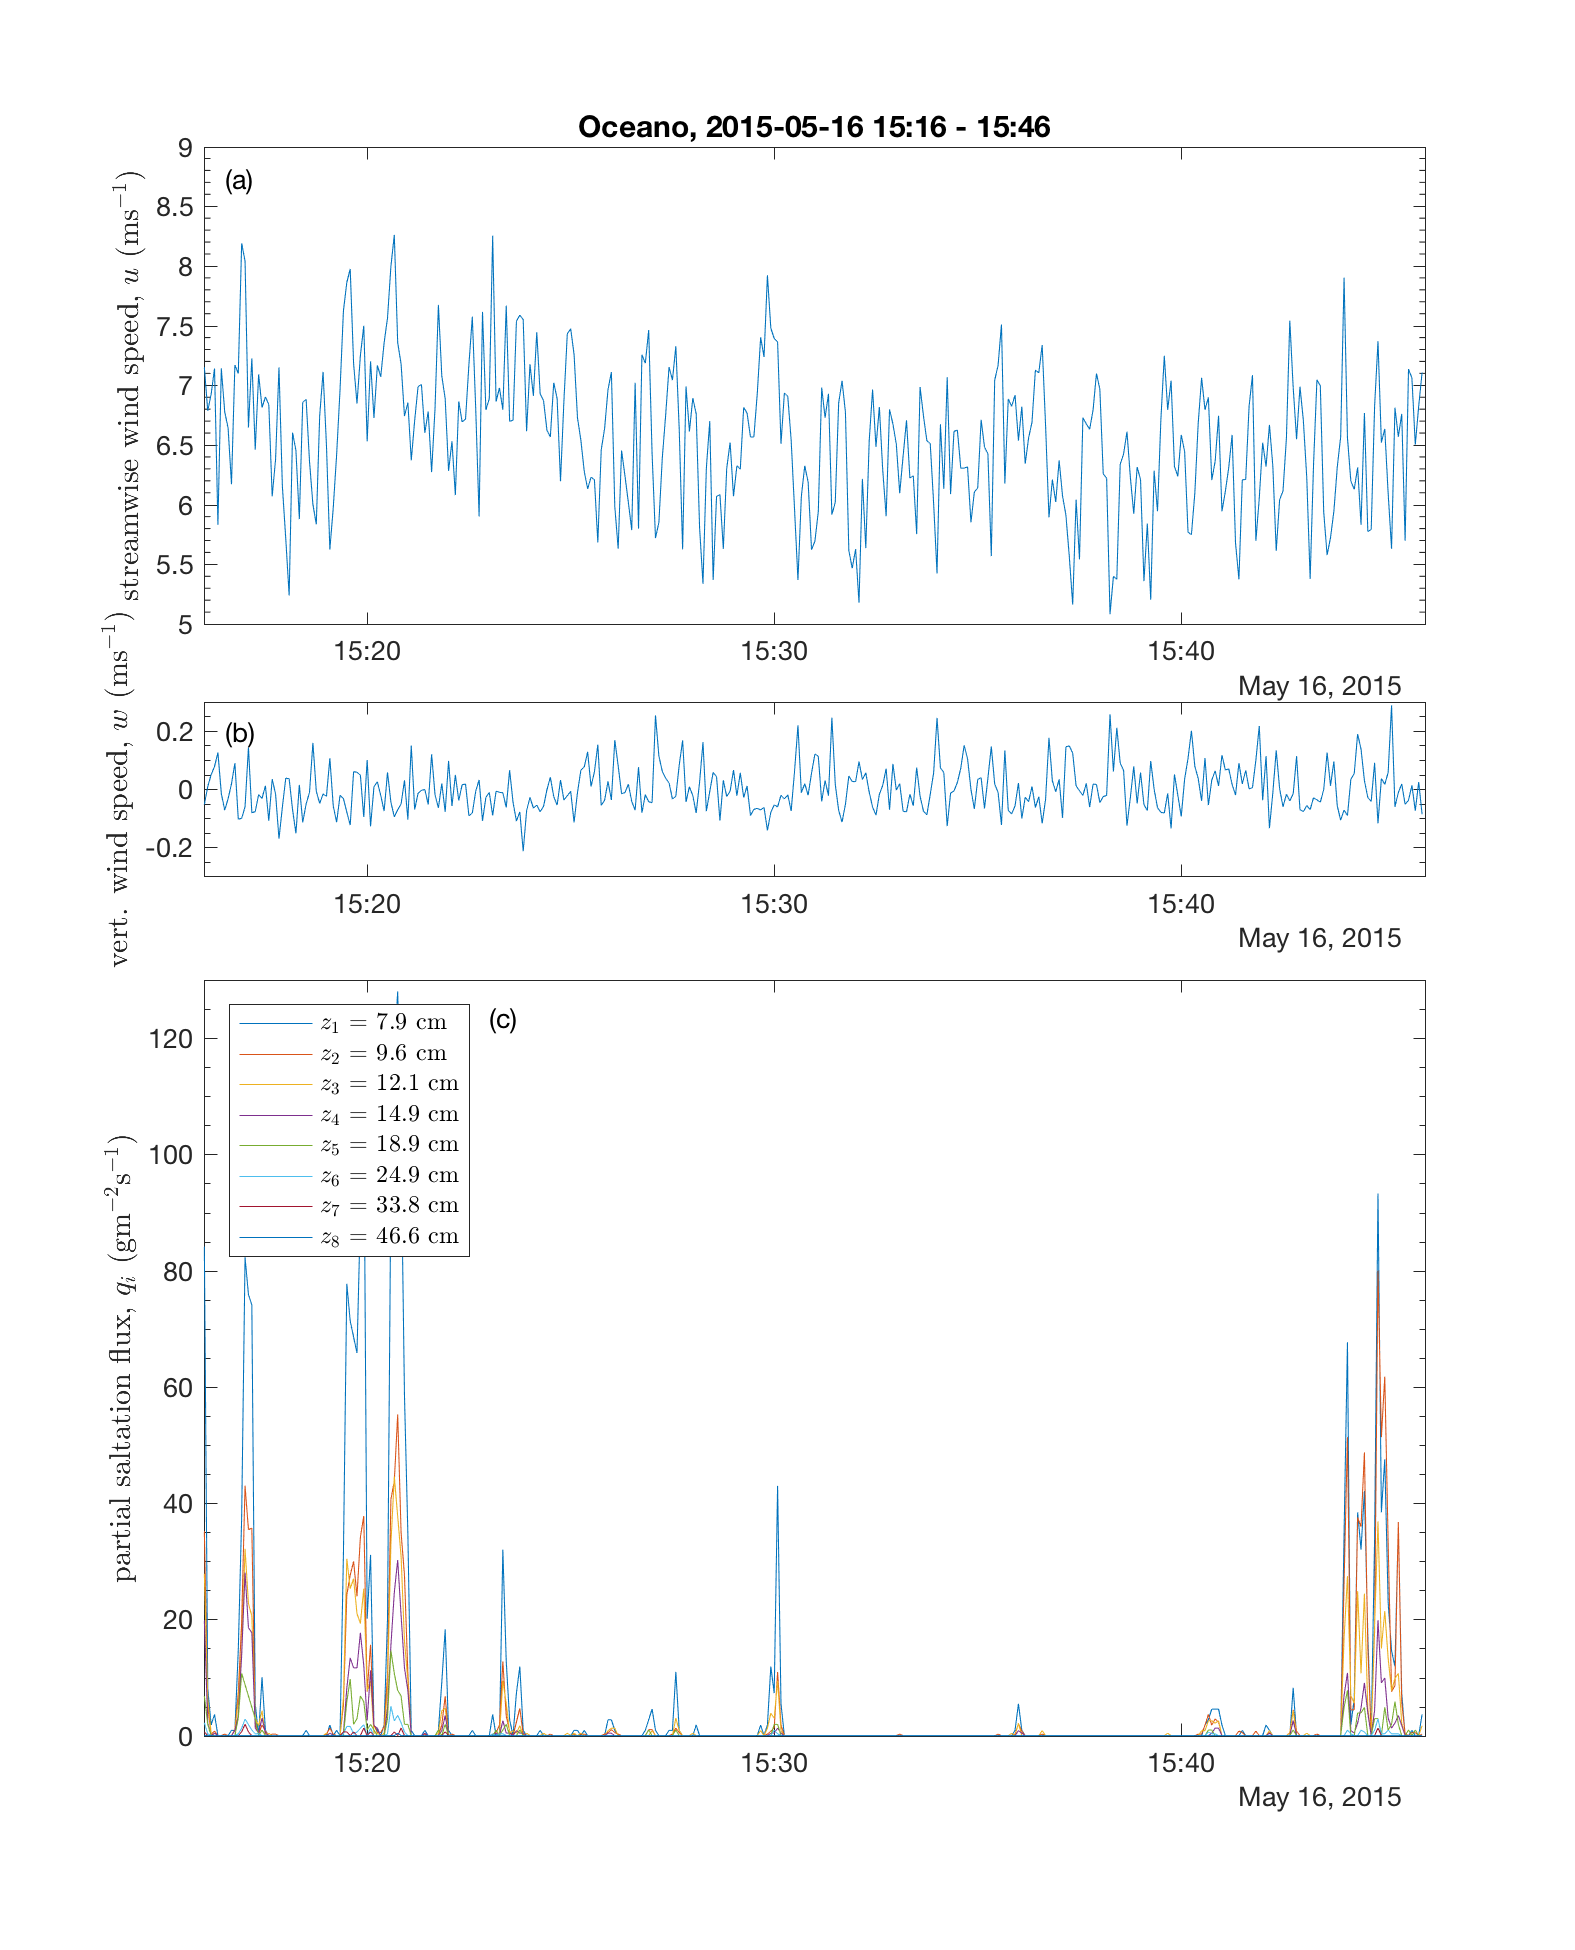 Oceano, 2015-05-16 15:16 - 15:46
(a)
streamwise wind speed, u (ms⁻¹)
9
8.5
8
7.5
7
6.5
6
5.5
5
15:20 15:30 15:40
May 16, 2015
(b)
vert. wind speed, w (ms⁻¹)
0.2
0
-0.2
15:20 15:30 15:40
May 16, 2015
(c)
partial saltation flux, qᵢ (gm⁻²s⁻¹)
120
100
80
60
40
20
0
z₁ = 7.9 cm
z₂ = 9.6 cm
z₃ = 12.1 cm
z₄ = 14.9 cm
z₅ = 18.9 cm
z₆ = 24.9 cm
z₇ = 33.8 cm
z₈ = 46.6 cm
15:20 15:30 15:40
May 16, 2015